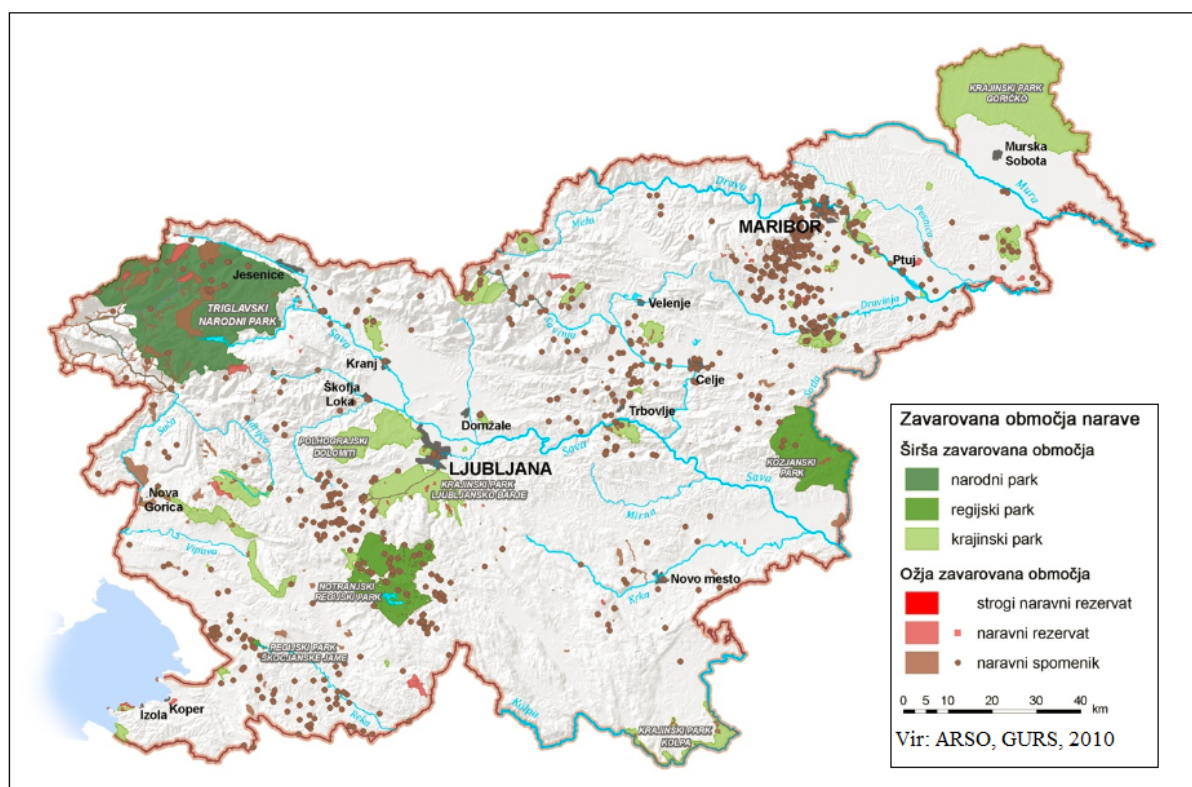 KRAJINSKI PARK
GORIČKO
Murska
Sobota
Mura
Drava
Meža
MARIBOR
Pesnica
Ptuj
Jesenice
TRIGLAVSKI
NARODNI PARK
Velenje
Dravinja
Savinja
Sava
Kranj
Celje
Sotla
Škofja
Loka
Domžale
Trbovlje
Soča
Idrijca
POLHOGRAJSKI
DOLOMITI
LJUBLJANA
Sava
KRAJINSKI PARK
LJUBLJANSKO BARJE
KOZJANSKI
PARK
Sava
Nova
Gorica
Mirna
Vipava
NOTRANJSKI
REGIJSKI PARK
Novo mesto
Krka
REGIJSKI PARK
ŠKOCJANSKE JAME
Reka
Kolpa
Izola
Koper
KRAJINSKI PARK
KOLPA
Zavarovana območja narave
Širša zavarovana območja
narodni park
regijski park
krajinski park
Ožja zavarovana območja
strogi naravni rezervat
naravni rezervat
naravni spomenik
0 5 10 20 30 40 km
Vir: ARSO, GURS, 2010